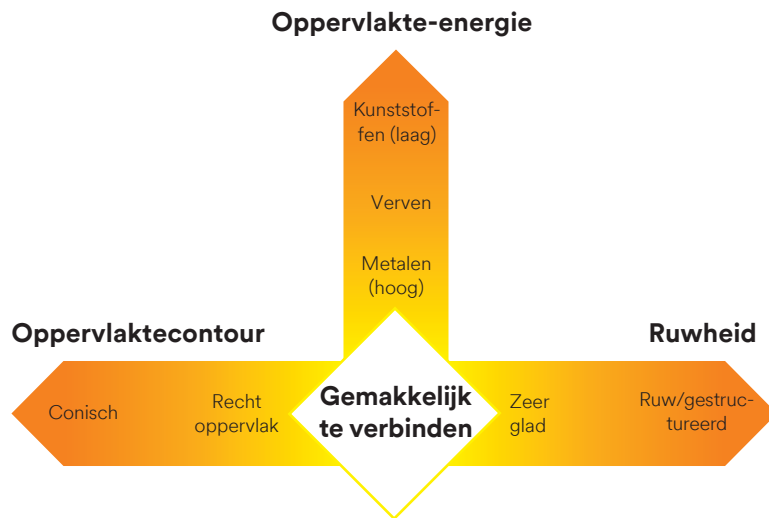 Oppervlakte-energie
Kunststof-
fen (laag)
Verven
Metalen
(hoog)
Oppervlaktecontour
Ruwheid
Conisch
Recht
oppervlak
Gemakkelijk
te verbinden
Zeer
glad
Ruw/gestruc-
tureerd